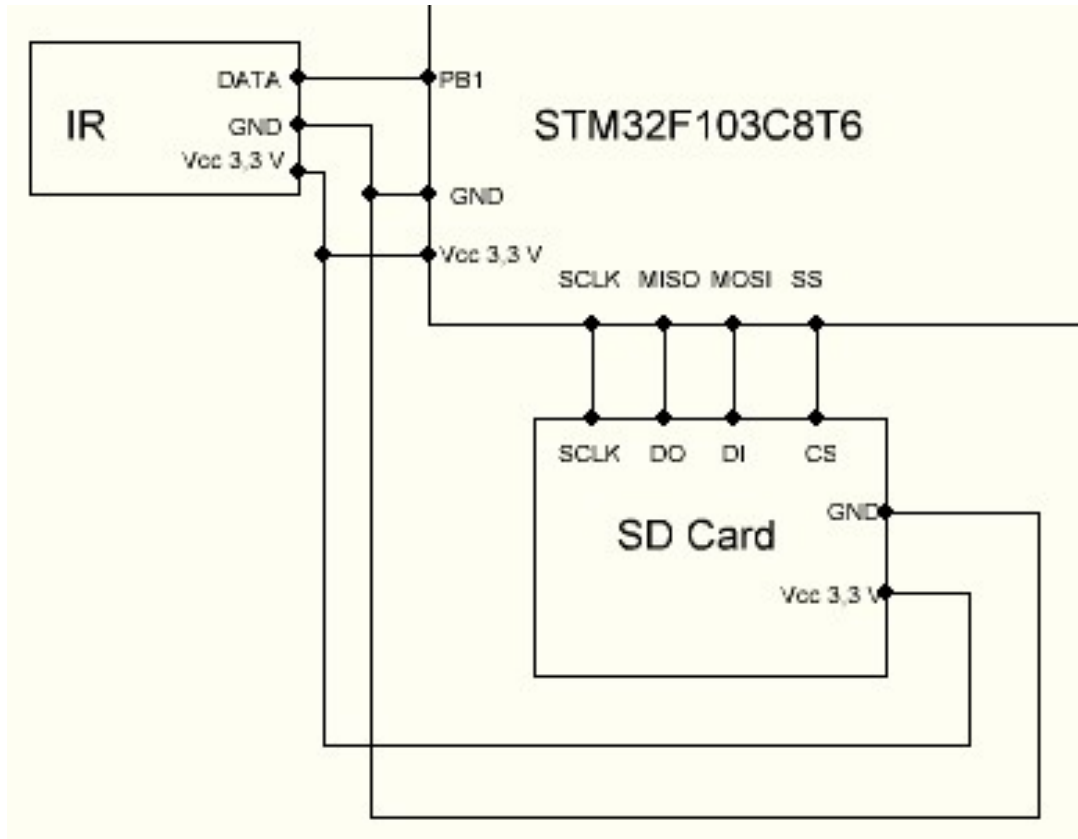 DATA
PB1
IR
STM32F103C8T6
GND
Vcc 3,3 V
GND
Vcc 3,3 V
SCLK MISO MOSI SS
SCLK DO DI CS
GND
SD Card
Vcc 3,3 V